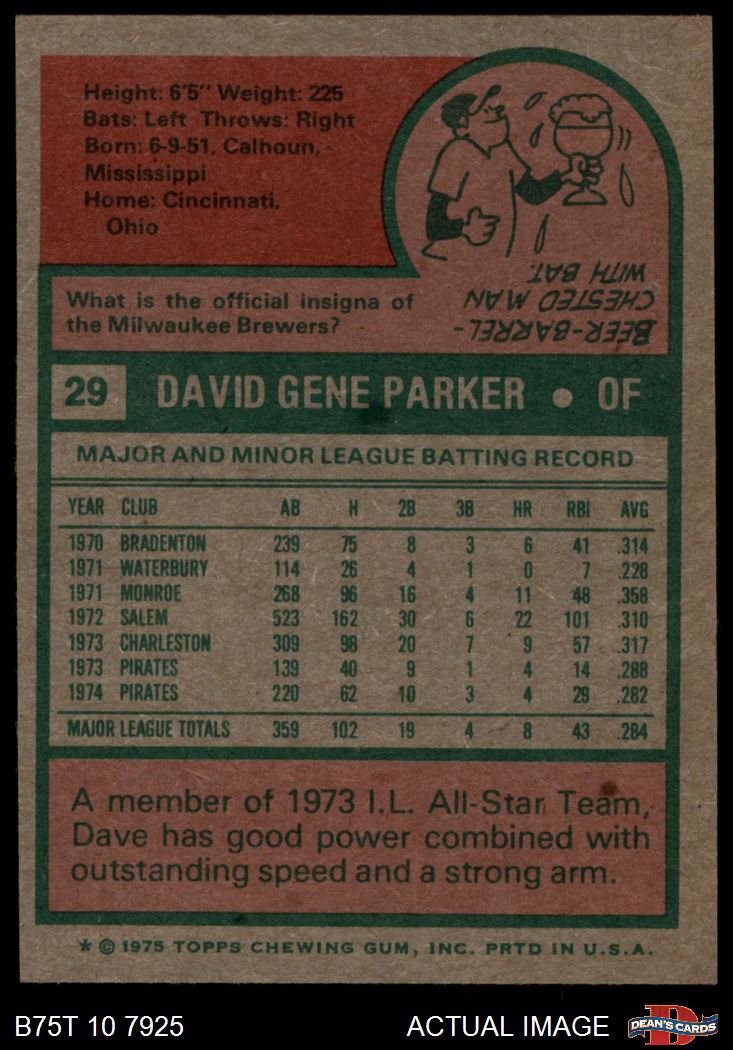 Height: 6'5" Weight: 225
Bats: Left Throws: Right
Born: 6-9-51, Calhoun,
Mississippi
Home: Cincinnati,
Ohio
What is the official insigna of
the Milwaukee Brewers?
BEER-BARREL-
CHESTED MAN
WITH BAT.
29 DAVID GENE PARKER • OF
MAJOR AND MINOR LEAGUE BATTING RECORD
YEAR CLUB AB H 2B 3B HR RBI AVG
1970 BRADENTON 239 75 8 3 6 41 .314
1971 WATERBURY 114 26 4 1 0 7 .228
1971 MONROE 268 96 16 4 11 48 .358
1972 SALEM 523 162 30 6 22 101 .310
1973 CHARLESTON 309 98 20 7 9 57 .317
1973 PIRATES 139 40 9 1 4 14 .288
1974 PIRATES 220 62 10 3 4 29 .282
MAJOR LEAGUE TOTALS 359 102 19 4 8 43 .284
A member of 1973 I.L. All-Star Team,
Dave has good power combined with
outstanding speed and a strong arm.
* © 1975 TOPPS CHEWING GUM, INC. PRTD IN U.S.A.
B75T 10 7925 ACTUAL IMAGE D DEAN'S CARDS